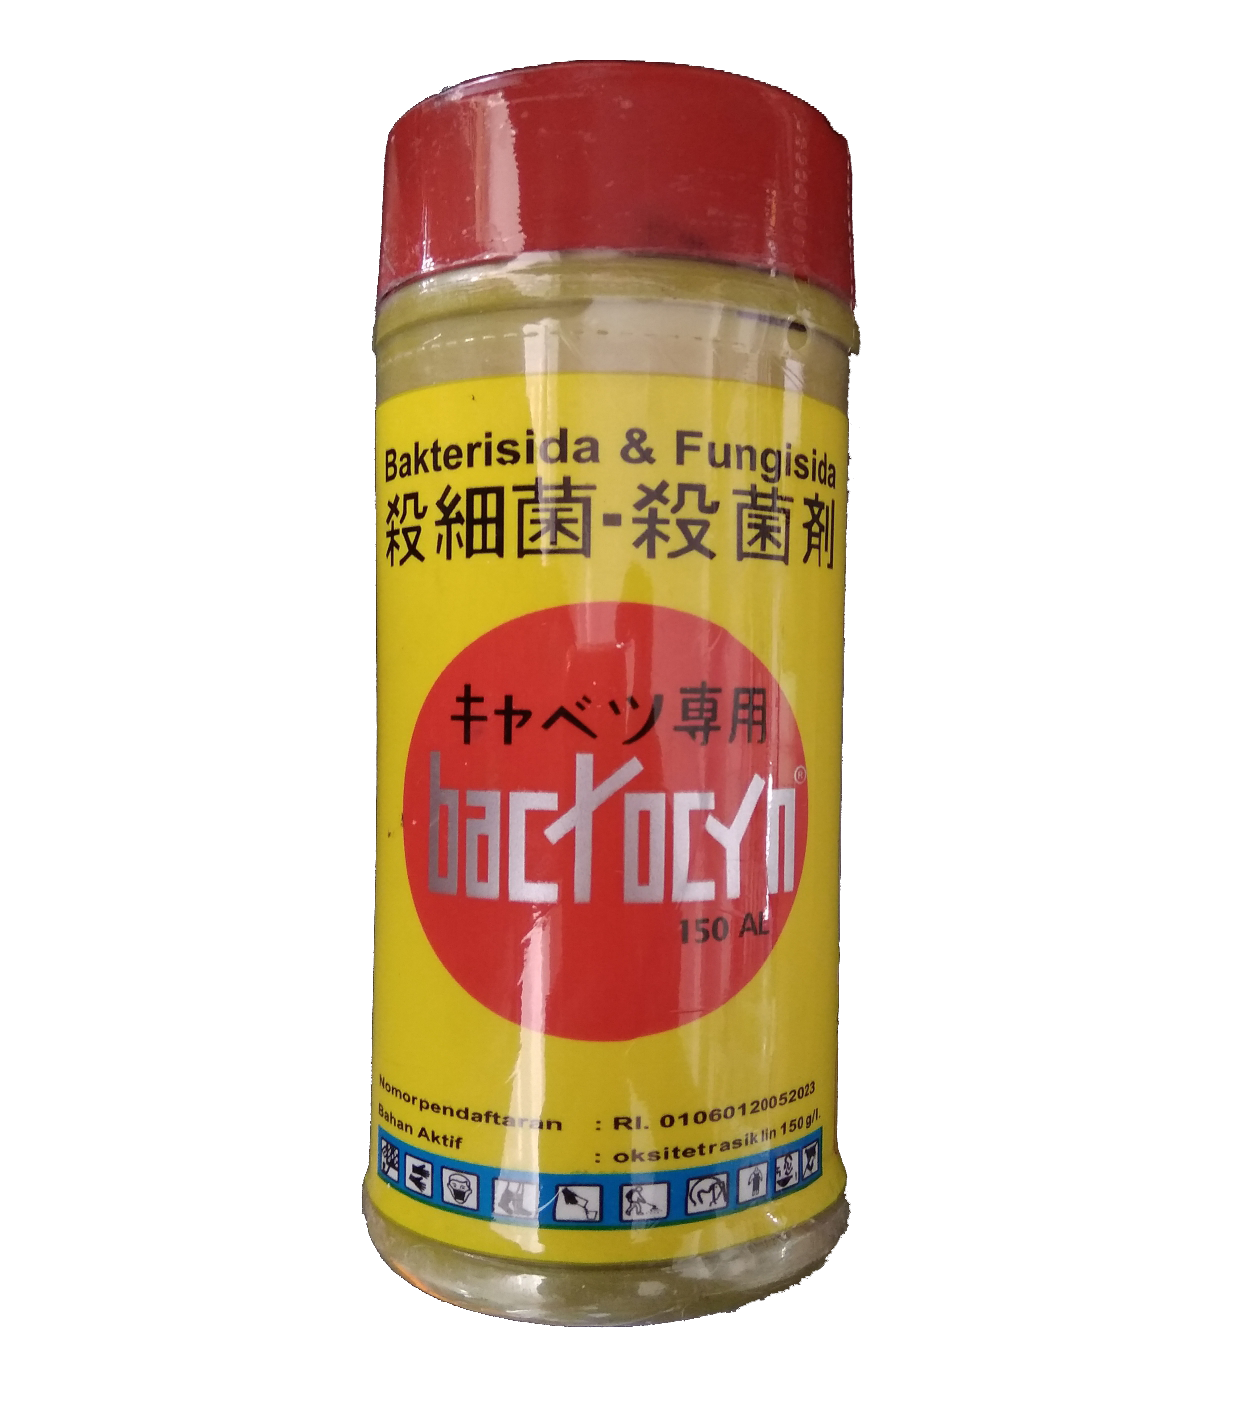 Bakterisida & Fungisida
殺細菌-殺菌剤
キャベツ専用
bactocyn®
150 AL
Nomorpendaftaran : RI. 01060120052023
Bahan Aktif : oksitetrasiklin 150 g/l.